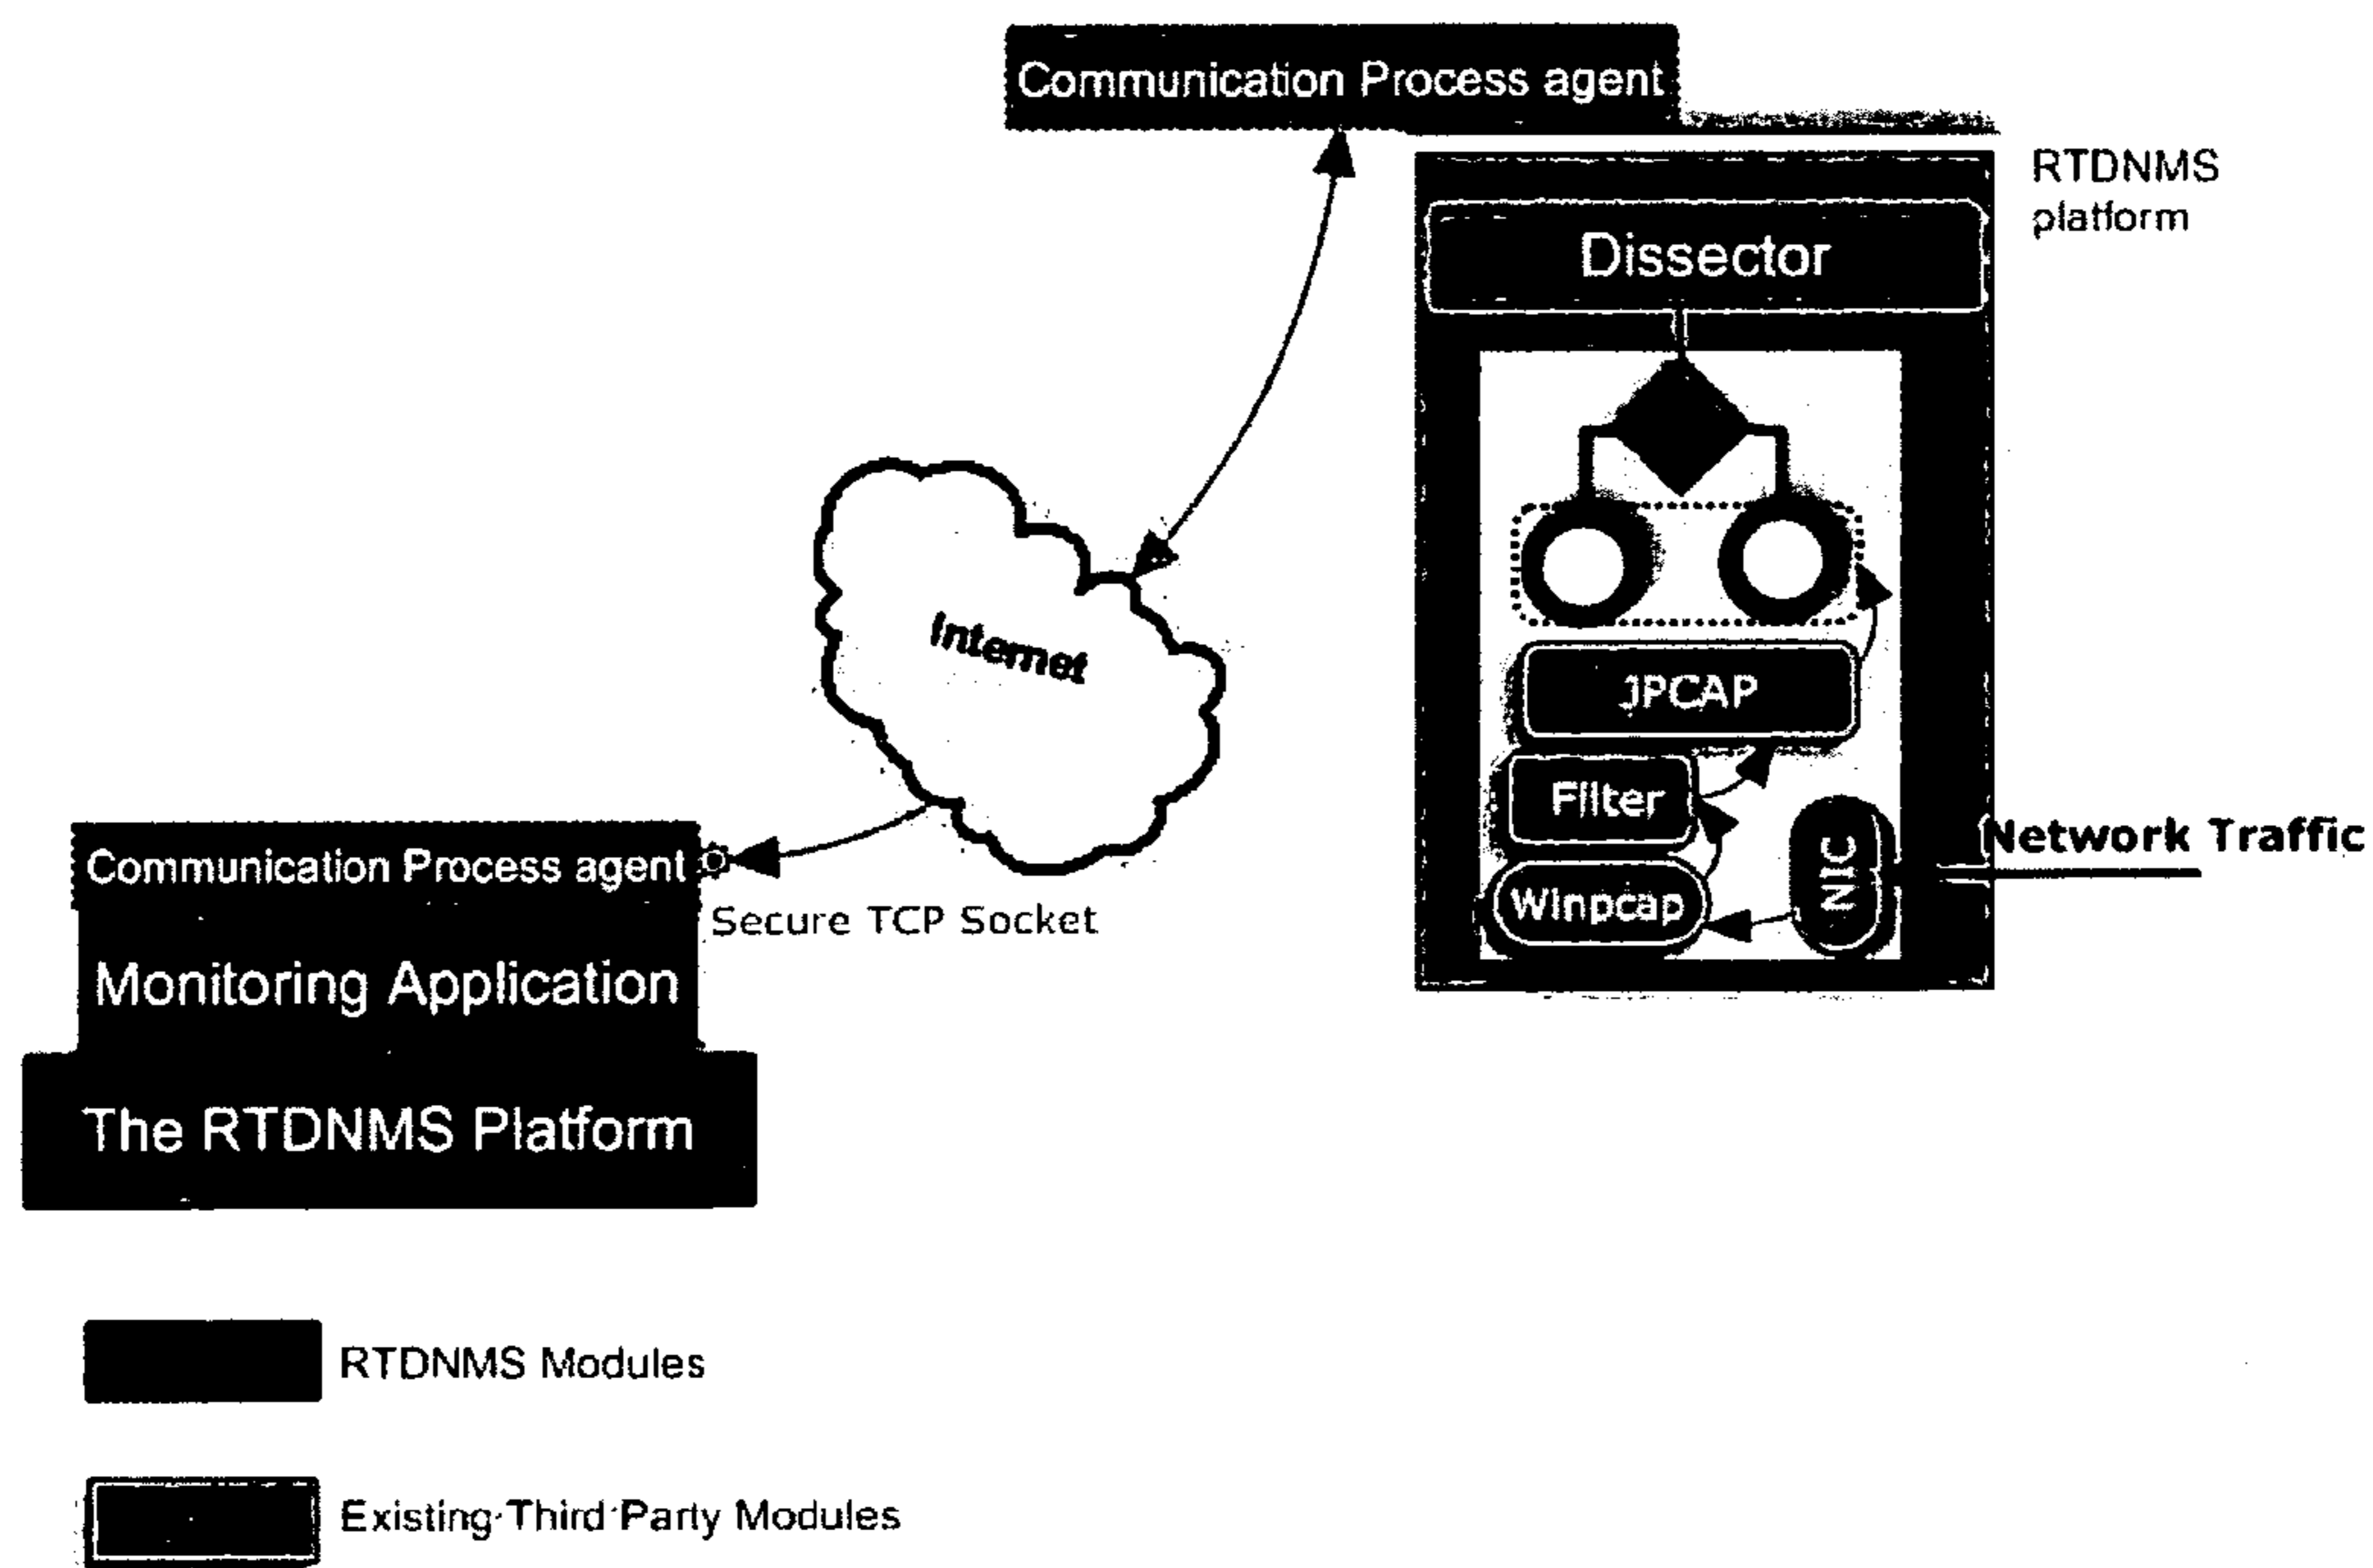 Communication Process agent
RTDNMS
platform
Dissector
Internet
JPCAP
Filter
NIC
Network Traffic
Winpcap
Communication Process agent
Secure TCP Socket
Monitoring Application
The RTDNMS Platform
RTDNMS Modules
Existing Third Party Modules